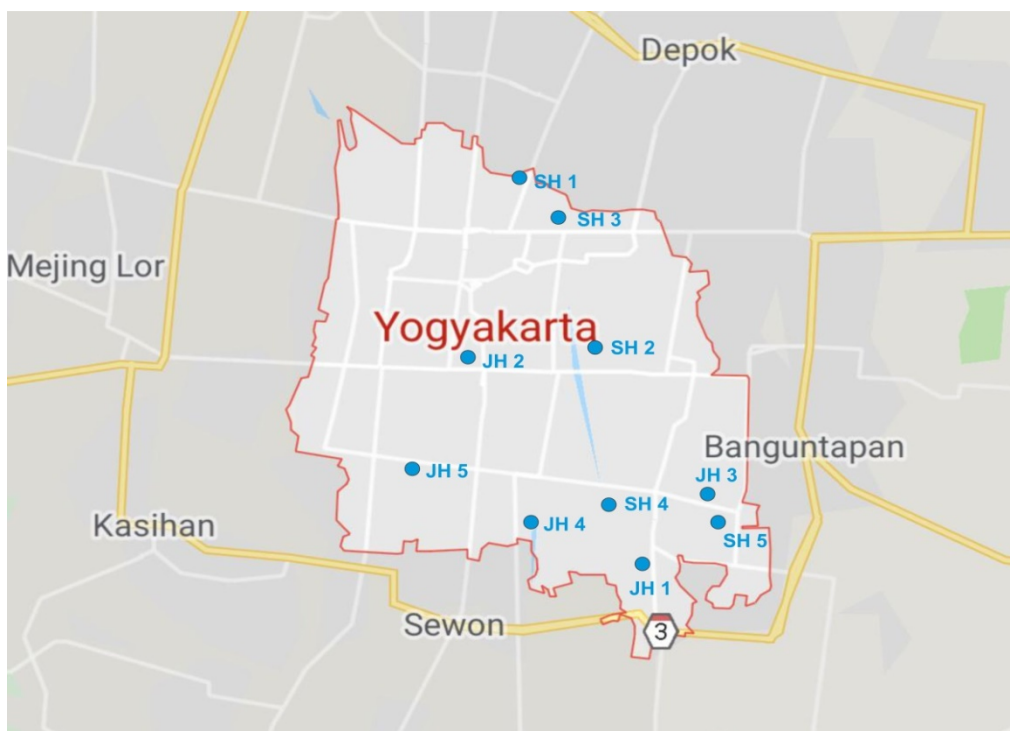 Depok
SH 1
SH 3
Mejing Lor
Yogyakarta
SH 2
JH 2
Banguntapan
JH 5
JH 3
SH 4
Kasihan
JH 4
SH 5
JH 1
Sewon
3